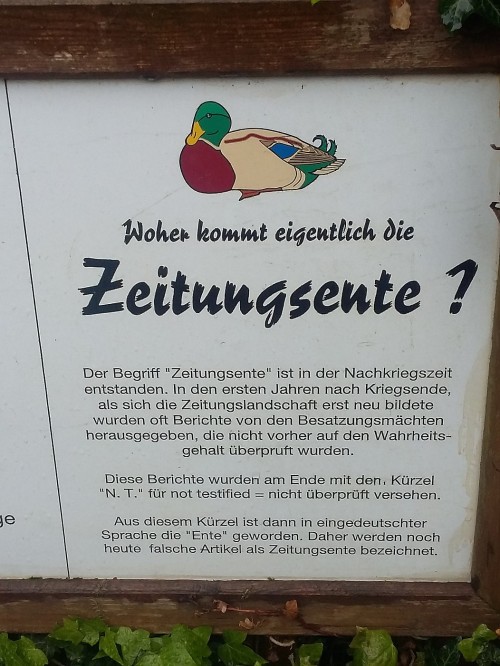 Woher kommt eigentlich die
Zeitungsente ?
Der Begriff "Zeitungsente" ist in der Nachkriegszeit
entstanden. In den ersten Jahren nach Kriegsende,
als sich die Zeitungslandschaft erst neu bildete
wurden oft Berichte von den Besatzungsmächten
herausgegeben, die nicht vorher auf den Wahrheits-
gehalt überpruft wurden.
Diese Berichte wurden am Ende mit den, Kürzel
"N. T." für not testified = nicht überprüft versehen.
Aus diesem Kürzel ist dann in eingedeutschter
Sprache die "Ente" geworden. Daher werden noch
heute falsche Artikel als Zeitungsente bezeichnet.